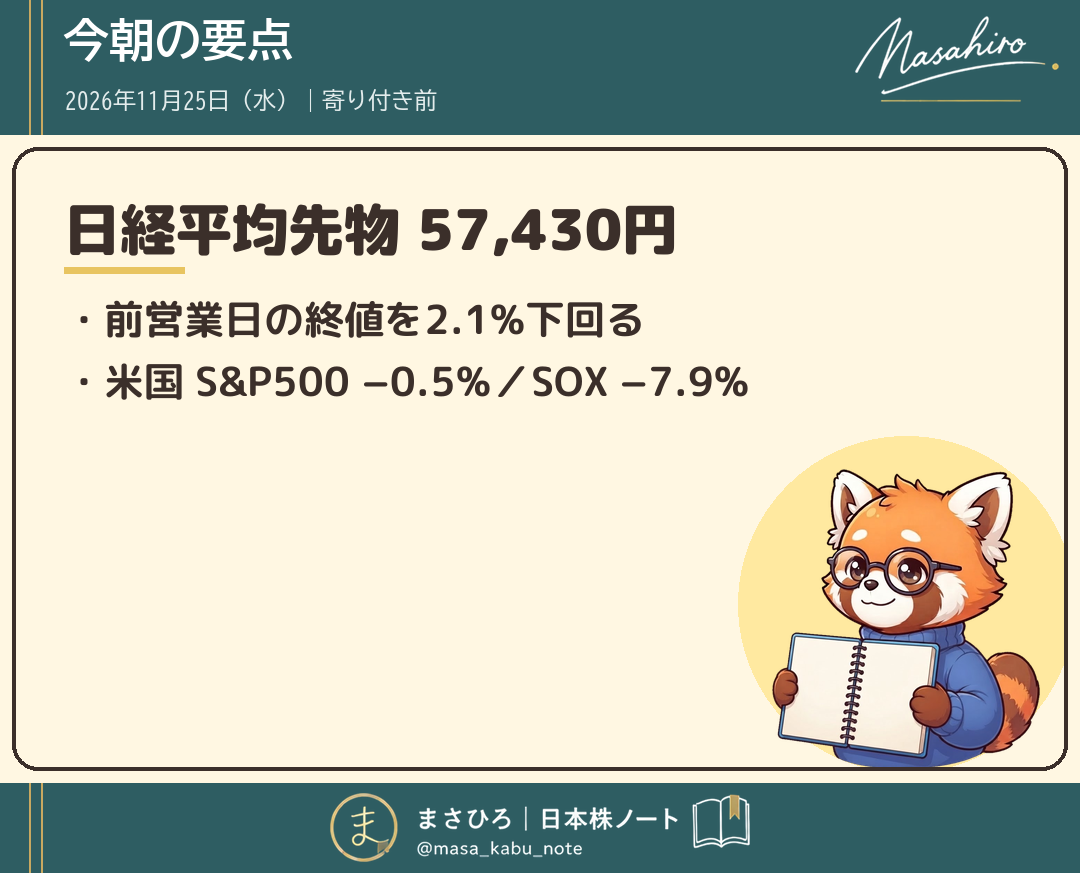 今朝の要点
Masahiro
2026年11月25日（水）｜寄り付き前
日経平均先物 57,430円
・前営業日の終値を2.1%下回る
・米国 S&P500 −0.5%／SOX −7.9%
ま
まさひろ｜日本株ノート
@masa_kabu_note